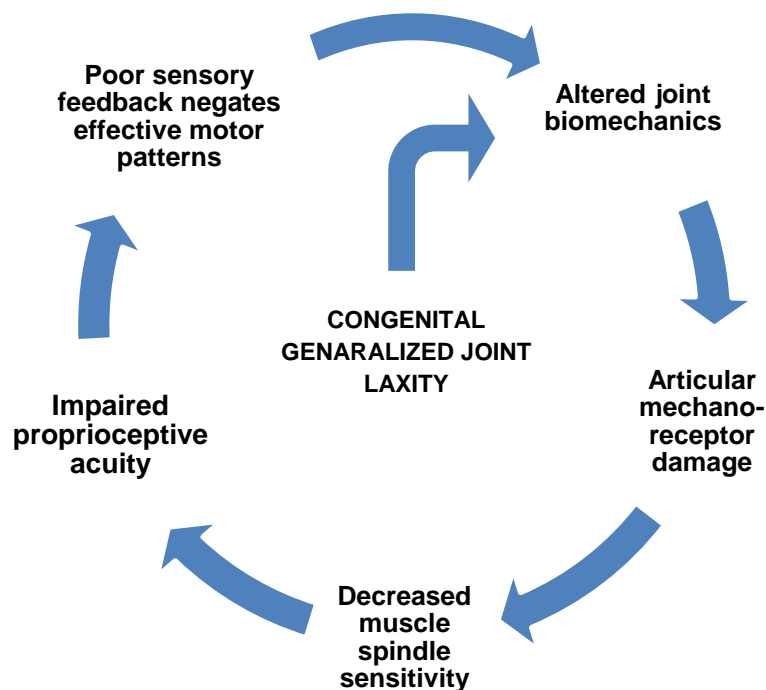 Poor sensory
feedback negates
effective motor
patterns
Altered joint
biomechanics
CONGENITAL
GENARALIZED JOINT
LAXITY
Articular
mechano-
receptor
damage
Impaired
proprioceptive
acuity
Decreased
muscle
spindle
sensitivity